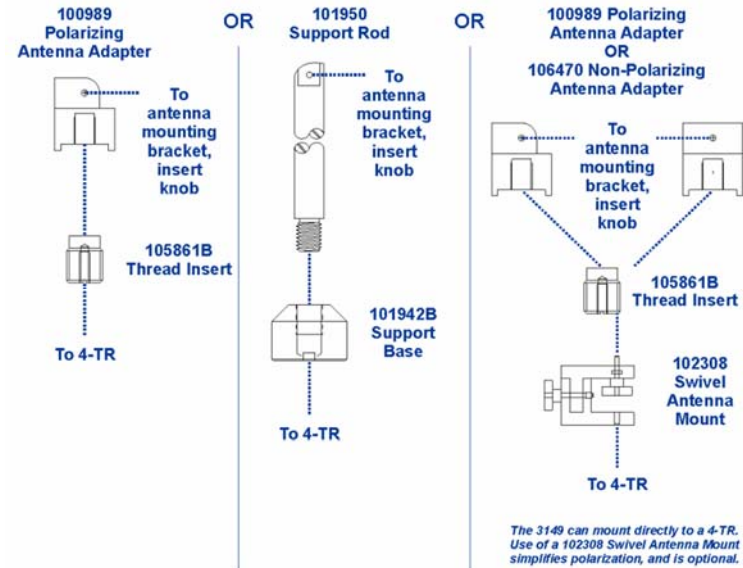 100989
Polarizing
Antenna Adapter
To
antenna
mounting
bracket,
insert
knob
105861B
Thread Insert
To 4-TR
OR
101950
Support Rod
To
antenna
mounting
bracket,
insert
knob
101942B
Support
Base
To 4-TR
OR
100989 Polarizing
Antenna Adapter
OR
106470 Non-Polarizing
Antenna Adapter
To
antenna
mounting
bracket,
insert
knob
105861B
Thread Insert
102308
Swivel
Antenna
Mount
To 4-TR
The 3149 can mount directly to a 4-TR.
Use of a 102308 Swivel Antenna Mount
simplifies polarization, and is optional.